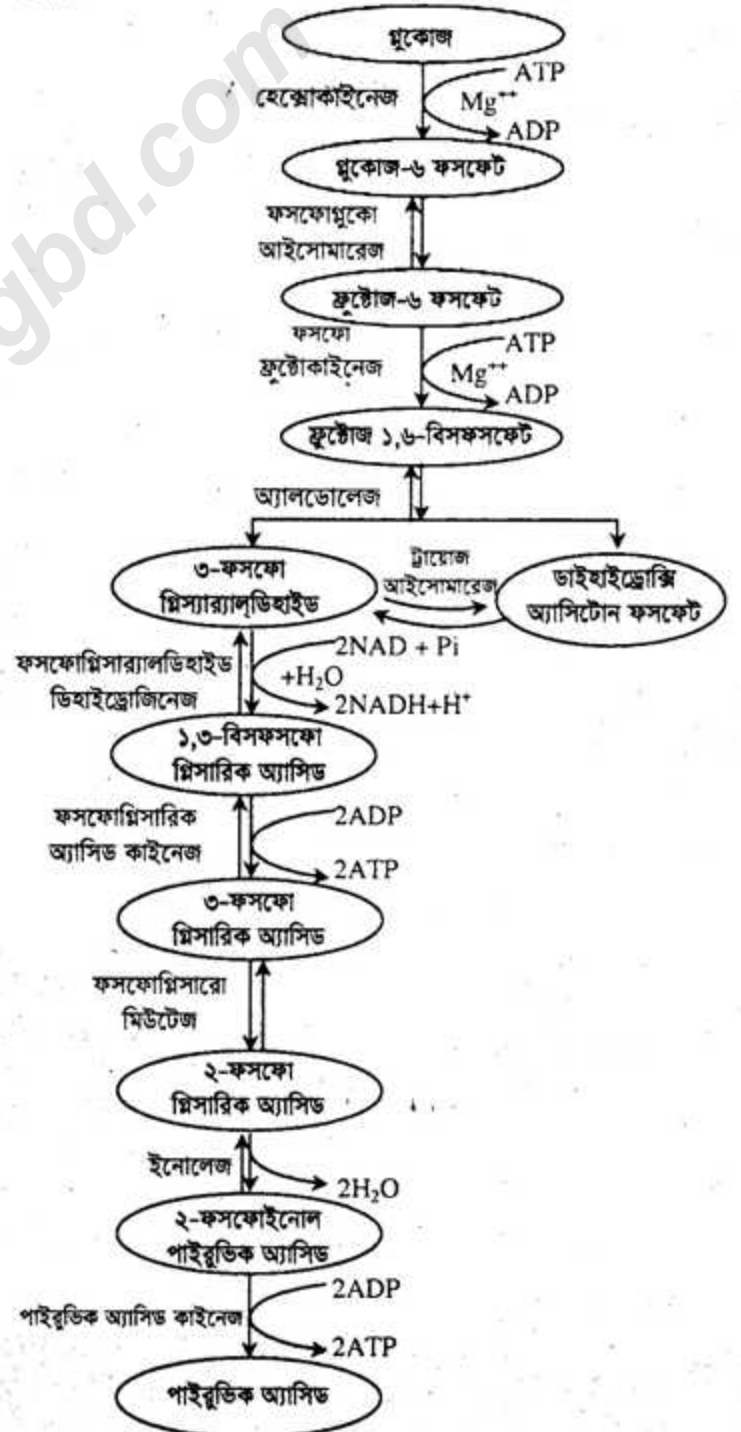 গ্লুকোজ
ATP
হেক্সোকাইনেজ
Mg++
ADP
গ্লুকোজ-৬ ফসফেট
ফসফোগ্লুকো
আইসোমারেজ
ফ্রুক্টোজ-৬ ফসফেট
ফসফো
ফ্রুক্টোকাইনেজ
ATP
Mg++
ADP
ফ্রুক্টোজ ১,৬-বিসফসফেট
অ্যালডোলেজ
৩-ফসফো
গ্লিস্যার‍্যাল্ডিহাইড
ট্রায়োজ
আইসোমারেজ
ডাইহাইড্রোক্সি
অ্যাসিটোন ফসফেট
ফসফোগ্লিসার‍্যালডিহাইড
ডিহাইড্রোজিনেজ
2NAD + Pi
+H₂O
2NADH+H⁺
১,৩-বিসফসফো
গ্লিসারিক অ্যাসিড
ফসফোগ্লিসারিক
অ্যাসিড কাইনেজ
2ADP
2ATP
৩-ফসফো
গ্লিসারিক অ্যাসিড
ফসফোগ্লিসারো
মিউটেজ
২-ফসফো
গ্লিসারিক অ্যাসিড
ইনোলেজ
2H₂O
২-ফসফোইনোল
পাইরুভিক অ্যাসিড
2ADP
পাইরুভিক অ্যাসিড কাইনেজ
2ATP
পাইরুভিক অ্যাসিড
gbd.com